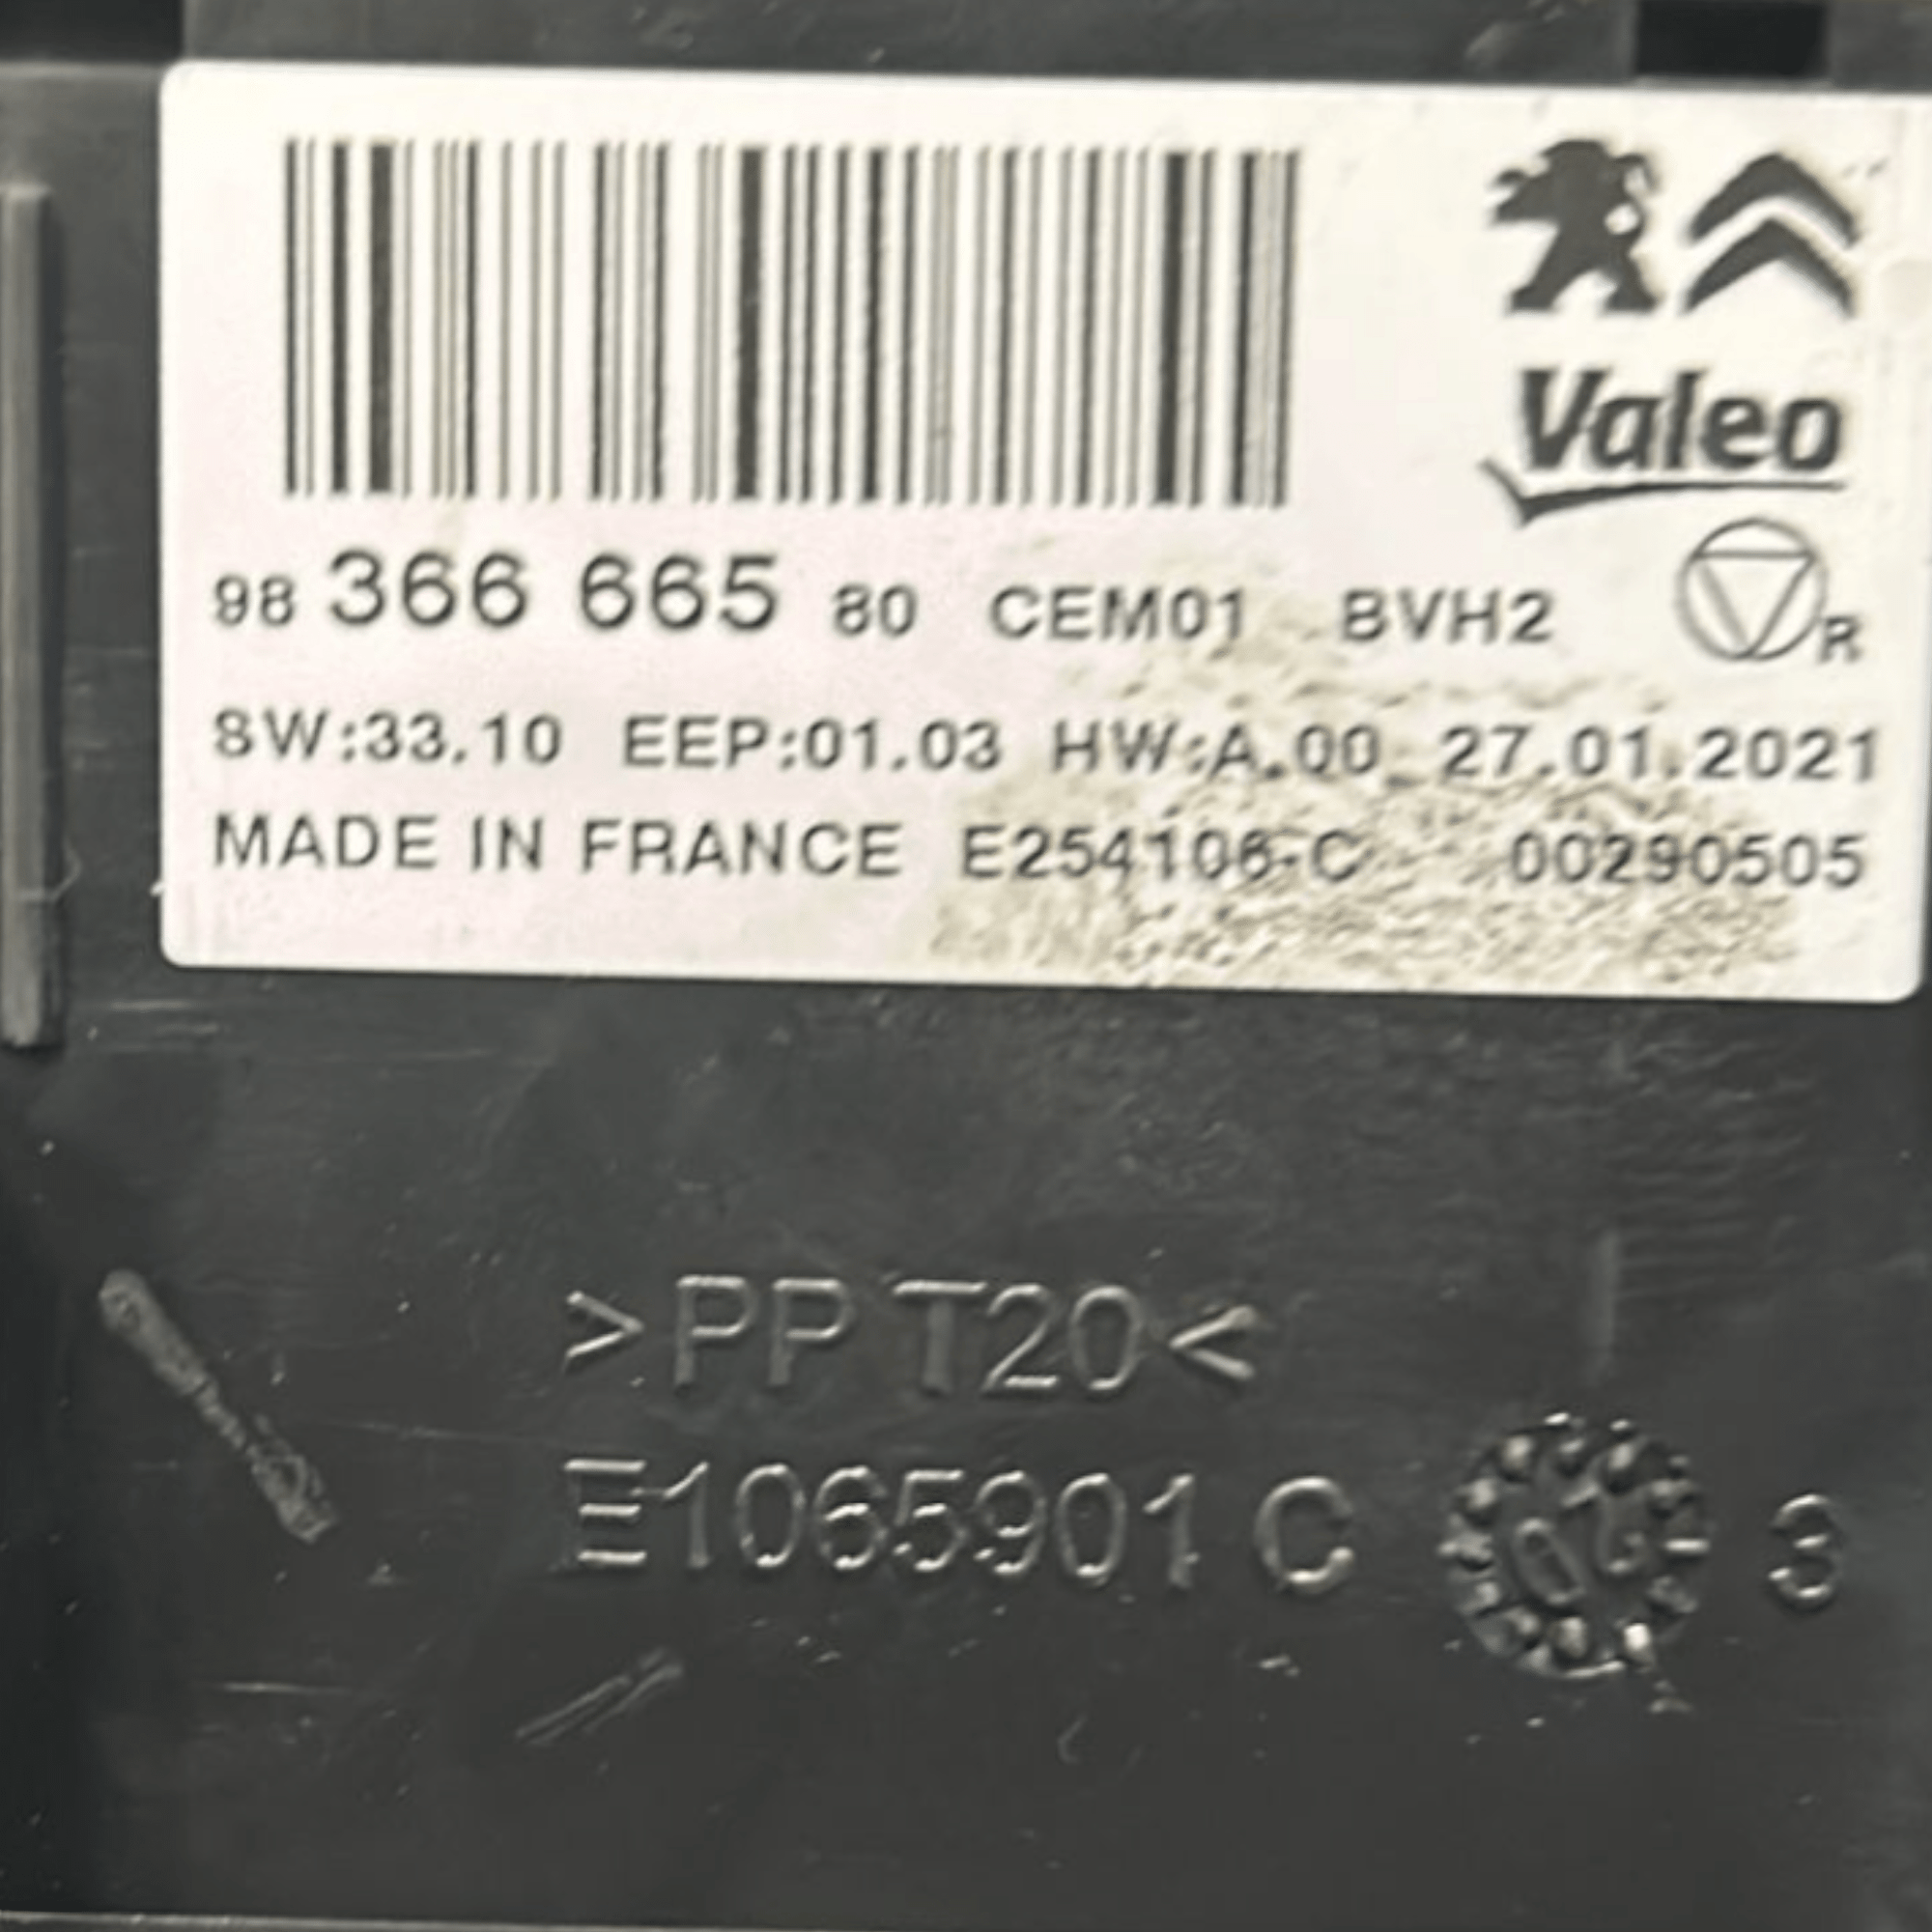 Valeo
98 366 665 80 CEM01 BVH2 R
SW:33.10 EEP:01.03 HW:A.00 27.01.2021
MADE IN FRANCE E254106-C 00290505
>PP T20<
E1065901 C 3